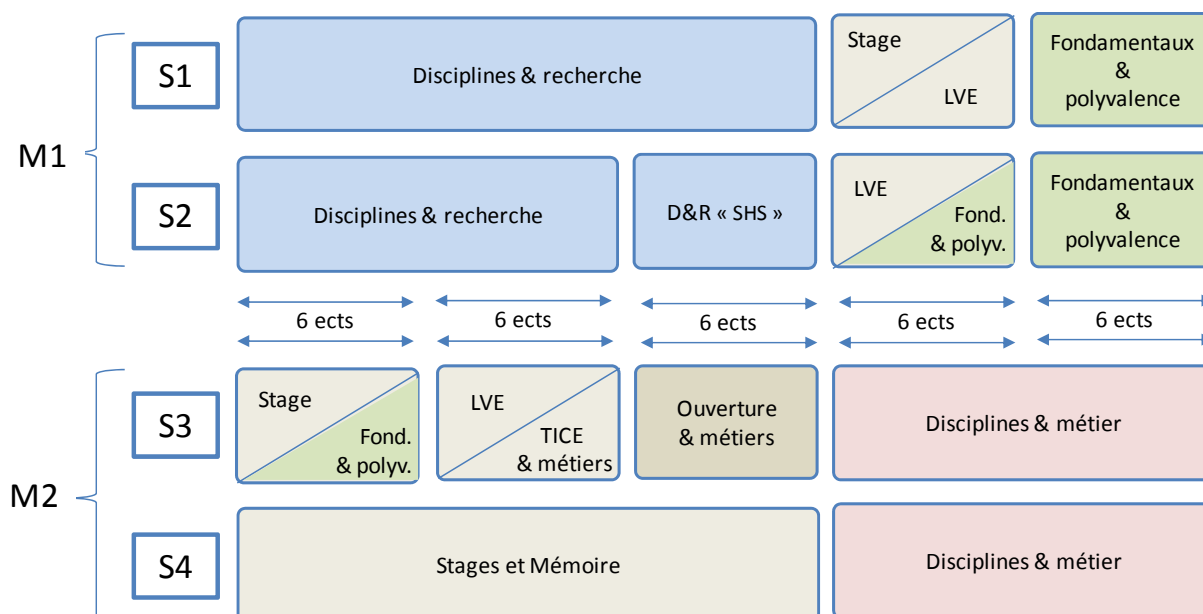 M1
S1
Disciplines & recherche
Stage
LVE
Fondamentaux
&
polyvalence
S2
Disciplines & recherche
D&R « SHS »
LVE
Fond.
& polyv.
Fondamentaux
&
polyvalence
6 ects
6 ects
6 ects
6 ects
6 ects
M2
S3
Stage
Fond.
& polyv.
LVE
TICE
& métiers
Ouverture
& métiers
Disciplines & métier
S4
Stages et Mémoire
Disciplines & métier